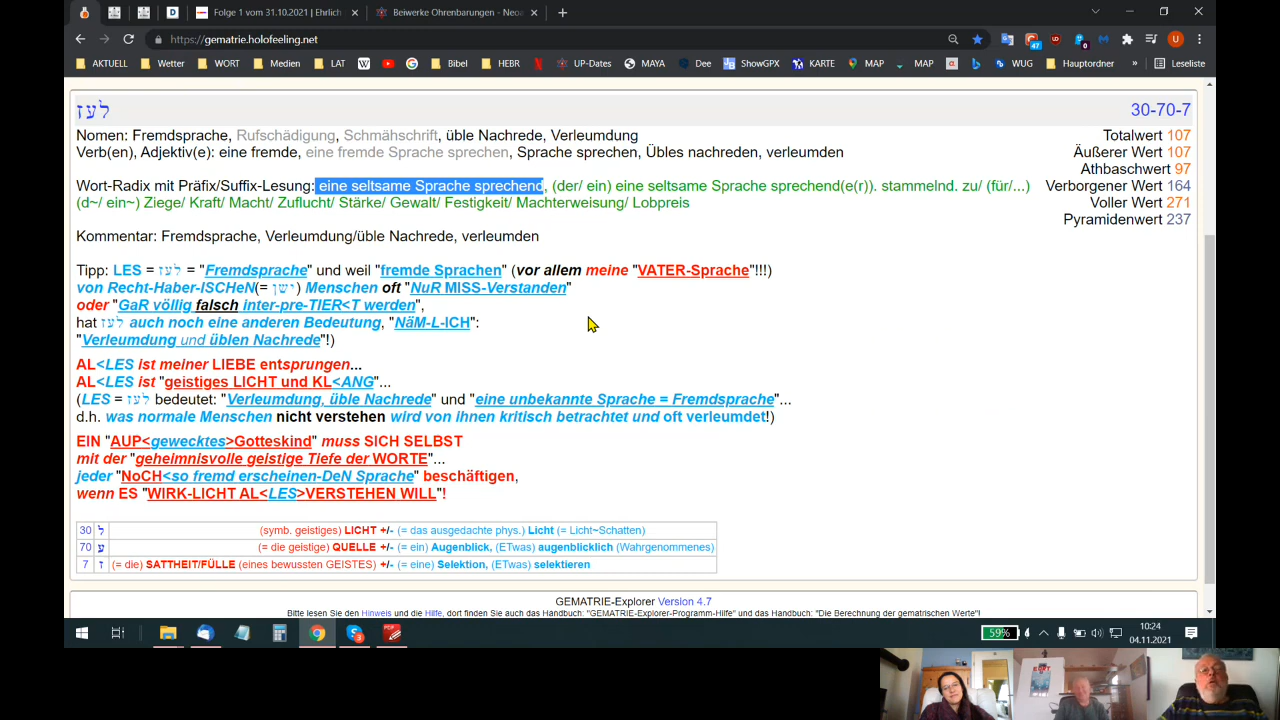 Folge 1 vom 31.10.2021 | Ehrlich
Beiwerke Ohrenbarungen - Neoa
https://gematrie.holofeeling.net
AKTUELL Wetter WORT Medien LAT Bibel HEBR UP-Dates MAYA Dee ShowGPX KARTE MAP MAP WUG Hauptordner » Leseliste
לעז 30-70-7
Nomen: Fremdsprache, Rufschädigung, Schmähschrift, üble Nachrede, Verleumdung
Totalwert 107
Verb(en), Adjektiv(e): eine fremde, eine fremde Sprache sprechen, Sprache sprechen, Übles nachreden, verleumden
Äußerer Wert 107
Athbaschwert 97
Wort-Radix mit Präfix/Suffix-Lesung: eine seltsame Sprache sprechend, (der/ ein) eine seltsame Sprache sprechend(e(r)). stammelnd. zu/ (für/...)
Verborgener Wert 164
(d~/ ein~) Ziege/ Kraft/ Macht/ Zuflucht/ Stärke/ Gewalt/ Festigkeit/ Machterweisung/ Lobpreis
Voller Wert 271
Pyramidenwert 237
Kommentar: Fremdsprache, Verleumdung/üble Nachrede, verleumden
Tipp: LES = לעז = "Fremdsprache" und weil "fremde Sprachen" (vor allem meine "VATER-Sprache"!!!)
von Recht-Haber-ISCHeN(= ישן) Menschen oft "NuR MISS-Verstanden"
oder "GaR völlig falsch inter-pre-TIER<T werden",
hat לעז auch noch eine anderen Bedeutung, "NäM-L-ICH":
"Verleumdung und üblen Nachrede"!)
AL<LES ist meiner LIEBE entsprungen...
AL<LES ist "geistiges LICHT und KL<ANG"...
(LES = לעז bedeutet: "Verleumdung, üble Nachrede" und "eine unbekannte Sprache = Fremdsprache"...
d.h. was normale Menschen nicht verstehen wird von ihnen kritisch betrachtet und oft verleumdet!)
EIN "AUP<gewecktes>Gotteskind" muss SICH SELBST
mit der "geheimnisvolle geistige Tiefe der WORTE"...
jeder "NoCH<so fremd erscheinen-DeN Sprache" beschäftigen,
wenn ES "WIRK-LICHT AL<LES>VERSTEHEN WILL"!
30 ל (symb. geistiges) LICHT +/- (= das ausgedachte phys.) Licht (= Licht~Schatten)
70 ע (= die geistige) QUELLE +/- (= ein) Augenblick, (ETwas) augenblicklich (Wahrgenommenes)
7 ז (= die) SATTHEIT/FÜLLE (eines bewussten GEISTES) +/- (= eine) Selektion, (ETwas) selektieren
GEMATRIE-Explorer Version 4.7
Bitte lesen Sie den Hinweis und die Hilfe, dort finden Sie auch das Handbuch: "GEMATRIE-Explorer-Programm-Hilfe" und das Handbuch: "Die Berechnung der gematrischen Werte"!
59%
10:24
04.11.2021